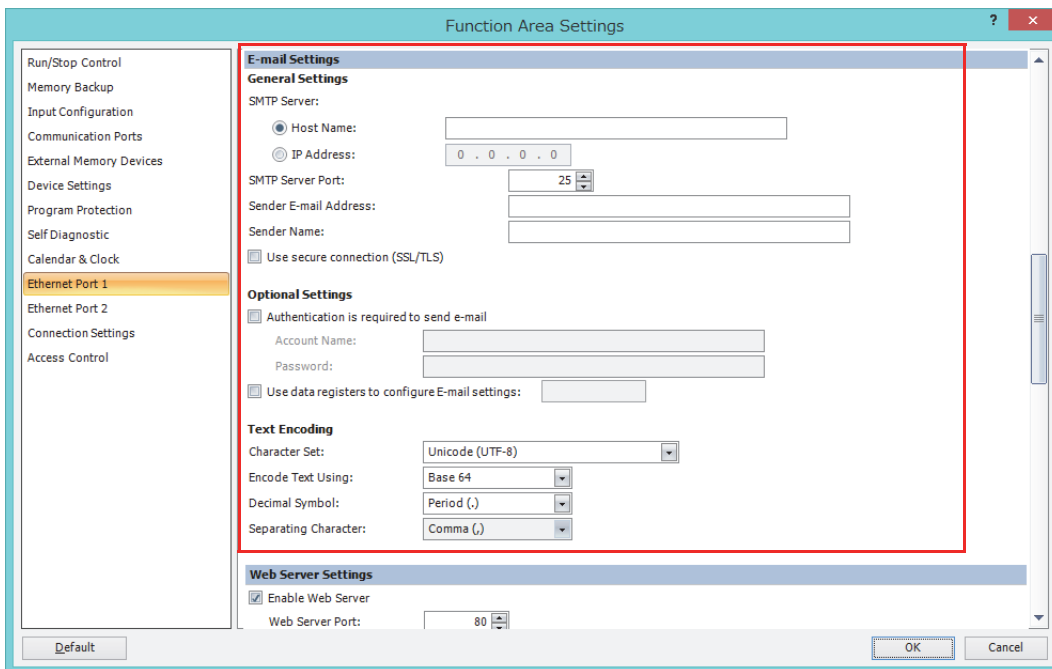 Function Area Settings
?
Run/Stop Control
Memory Backup
Input Configuration
Communication Ports
External Memory Devices
Device Settings
Program Protection
Self Diagnostic
Calendar & Clock
Ethernet Port 1
Ethernet Port 2
Connection Settings
Access Control
E-mail Settings
General Settings
SMTP Server:
Host Name:
IP Address: 0 . 0 . 0 . 0
SMTP Server Port: 25
Sender E-mail Address:
Sender Name:
Use secure connection (SSL/TLS)
Optional Settings
Authentication is required to send e-mail
Account Name:
Password:
Use data registers to configure E-mail settings:
Text Encoding
Character Set: Unicode (UTF-8)
Encode Text Using: Base 64
Decimal Symbol: Period (.)
Separating Character: Comma (,)
Web Server Settings
Enable Web Server
Web Server Port: 80
Default
OK
Cancel